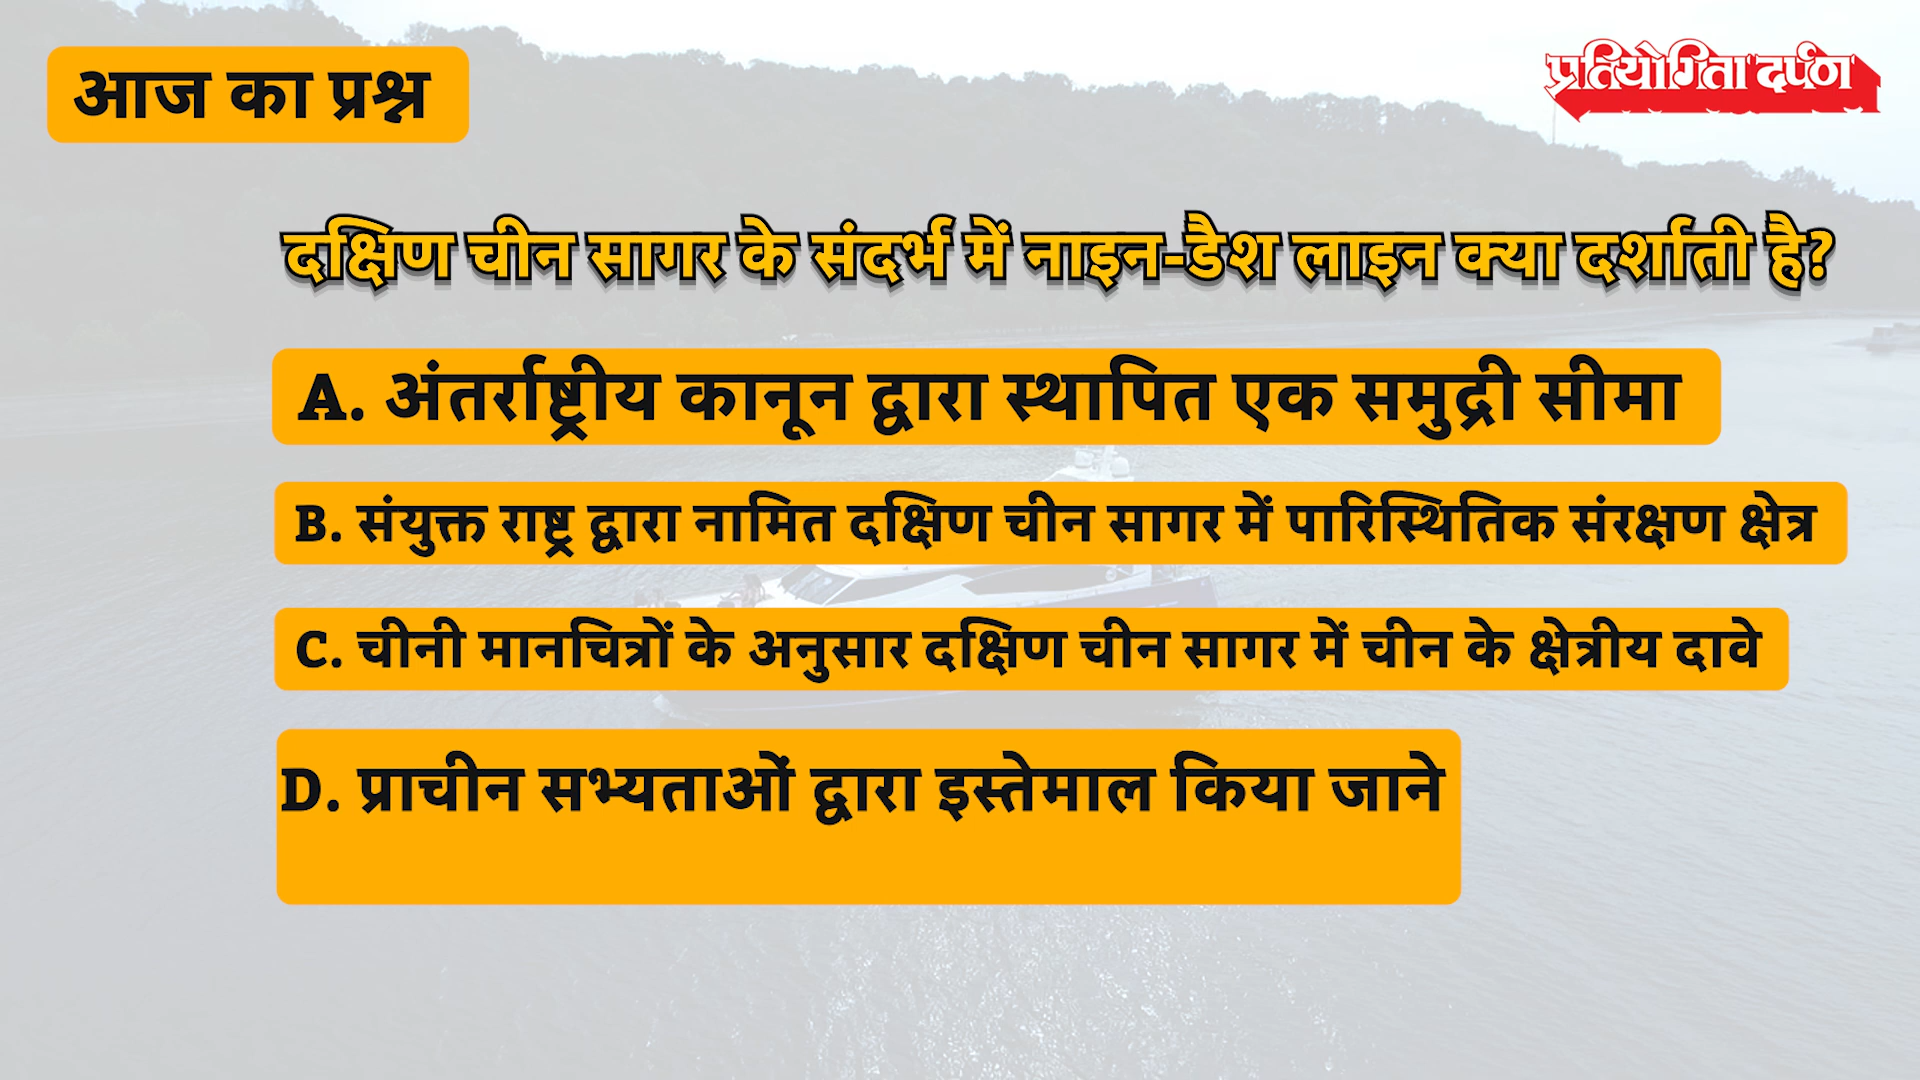 आज का प्रश्न
प्रतियोगिता दर्पण
दक्षिण चीन सागर के संदर्भ में नाइन-डैश लाइन क्या दर्शाती है?
A. अंतर्राष्ट्रीय कानून द्वारा स्थापित एक समुद्री सीमा
B. संयुक्त राष्ट्र द्वारा नामित दक्षिण चीन सागर में पारिस्थितिक संरक्षण क्षेत्र
C. चीनी मानचित्रों के अनुसार दक्षिण चीन सागर में चीन के क्षेत्रीय दावे
D. प्राचीन सभ्यताओं द्वारा इस्तेमाल किया जाने